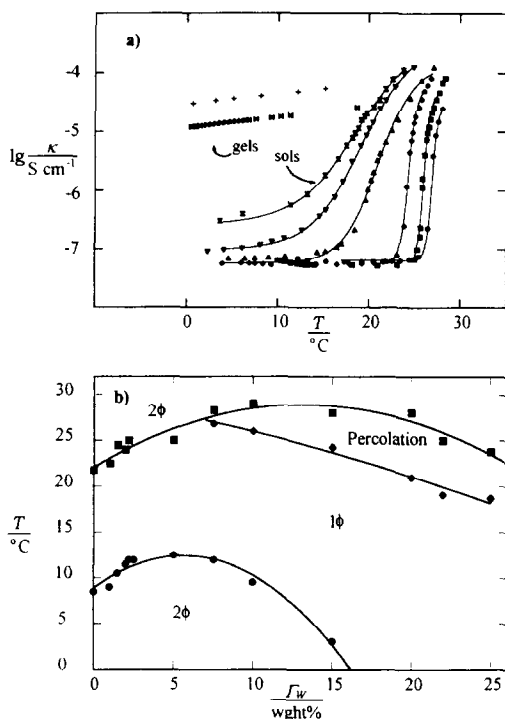 a)
-4
-5
-6
-7
lg κ / S cm⁻¹
gels
sols
0 10 20 30
T / °C
b)
30
25
20
15
10
5
0
T / °C
2ϕ
Percolation
1ϕ
2ϕ
0 5 10 15 20 25
Γ_W / wght%